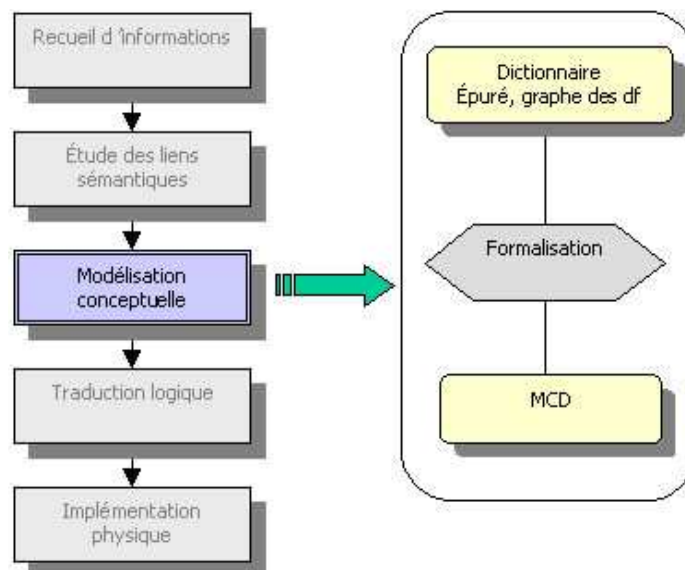 Recueil d 'informations
Étude des liens
sémantiques
Modélisation
conceptuelle
Traduction logique
Implémentation
physique
Dictionnaire
Épuré, graphe des df
Formalisation
MCD